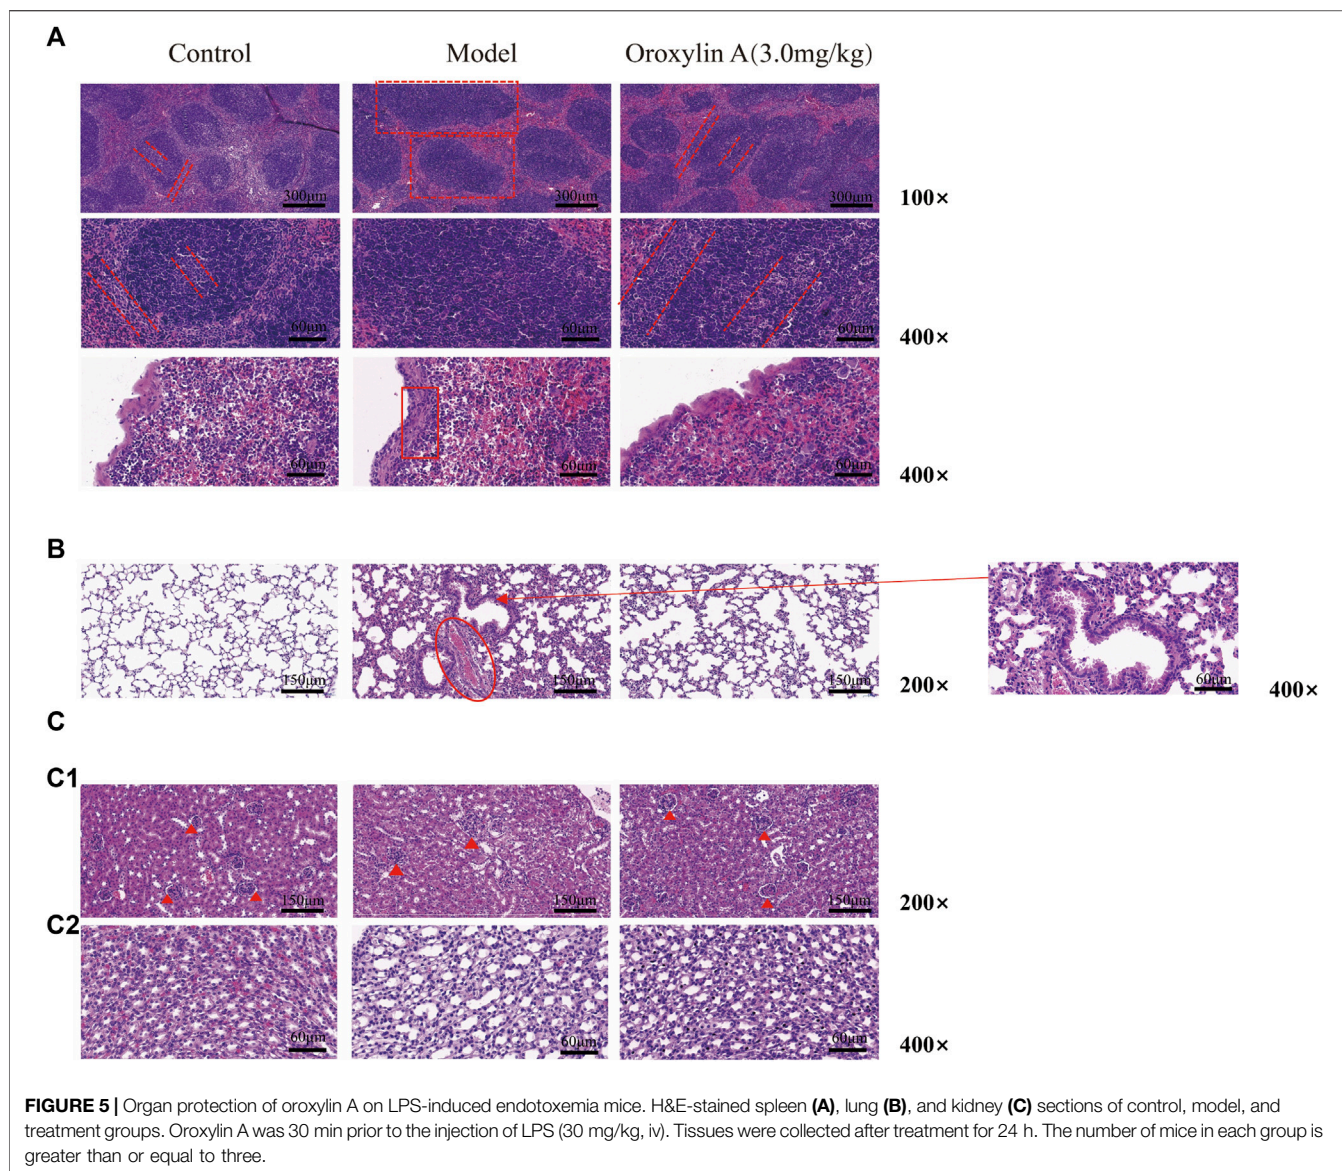 A
Control Model Oroxylin A(3.0mg/kg)
300μm 300μm 300μm 100×
60μm 60μm 60μm 400×
60μm 60μm 60μm 400×
B
150μm 150μm 150μm 200× 60μm 400×
C
C1
150μm 150μm 150μm 200×
C2
60μm 60μm 60μm 400×
FIGURE 5 | Organ protection of oroxylin A on LPS-induced endotoxemia mice. H&E-stained spleen (A), lung (B), and kidney (C) sections of control, model, and
treatment groups. Oroxylin A was 30 min prior to the injection of LPS (30 mg/kg, iv). Tissues were collected after treatment for 24 h. The number of mice in each group is
greater than or equal to three.